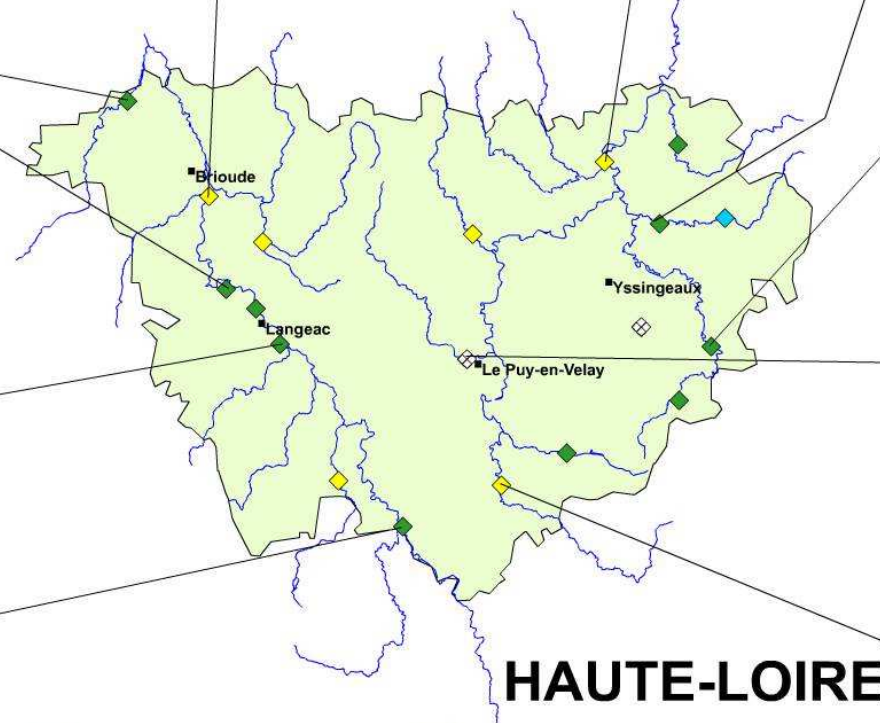 Brioude
Yssingeaux
Langeac
Le Puy-en-Velay
HAUTE-LOIRE